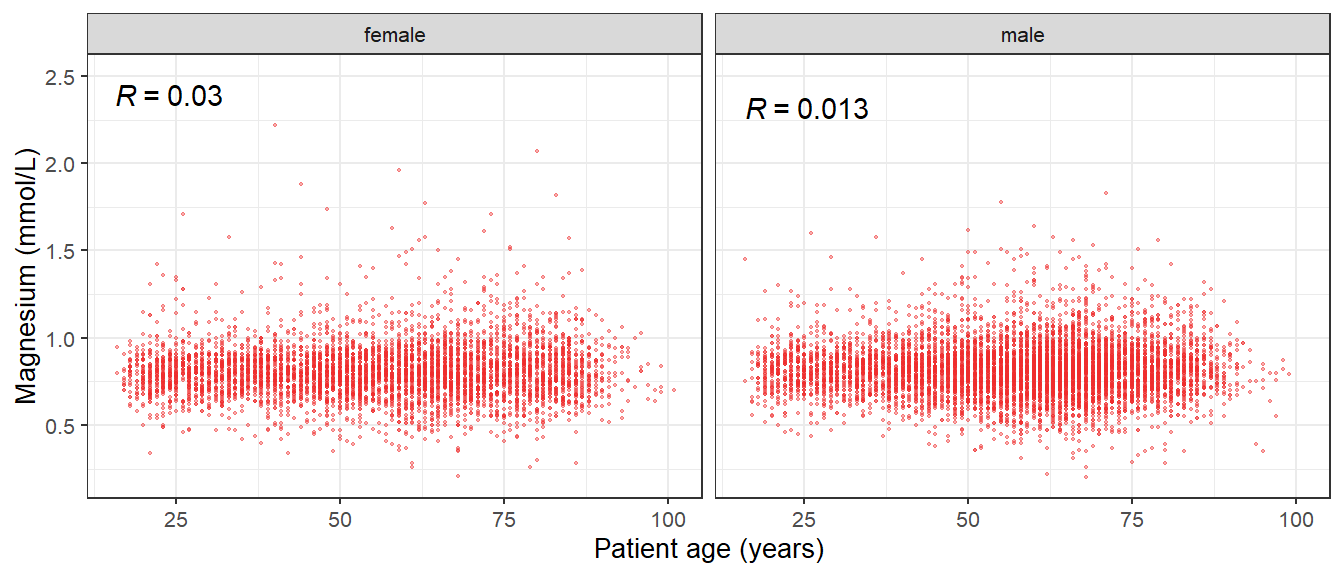 female
male
R = 0.03
R = 0.013
Magnesium (mmol/L)
2.5
2.0
1.5
1.0
0.5
25
50
75
100
25
50
75
100
Patient age (years)